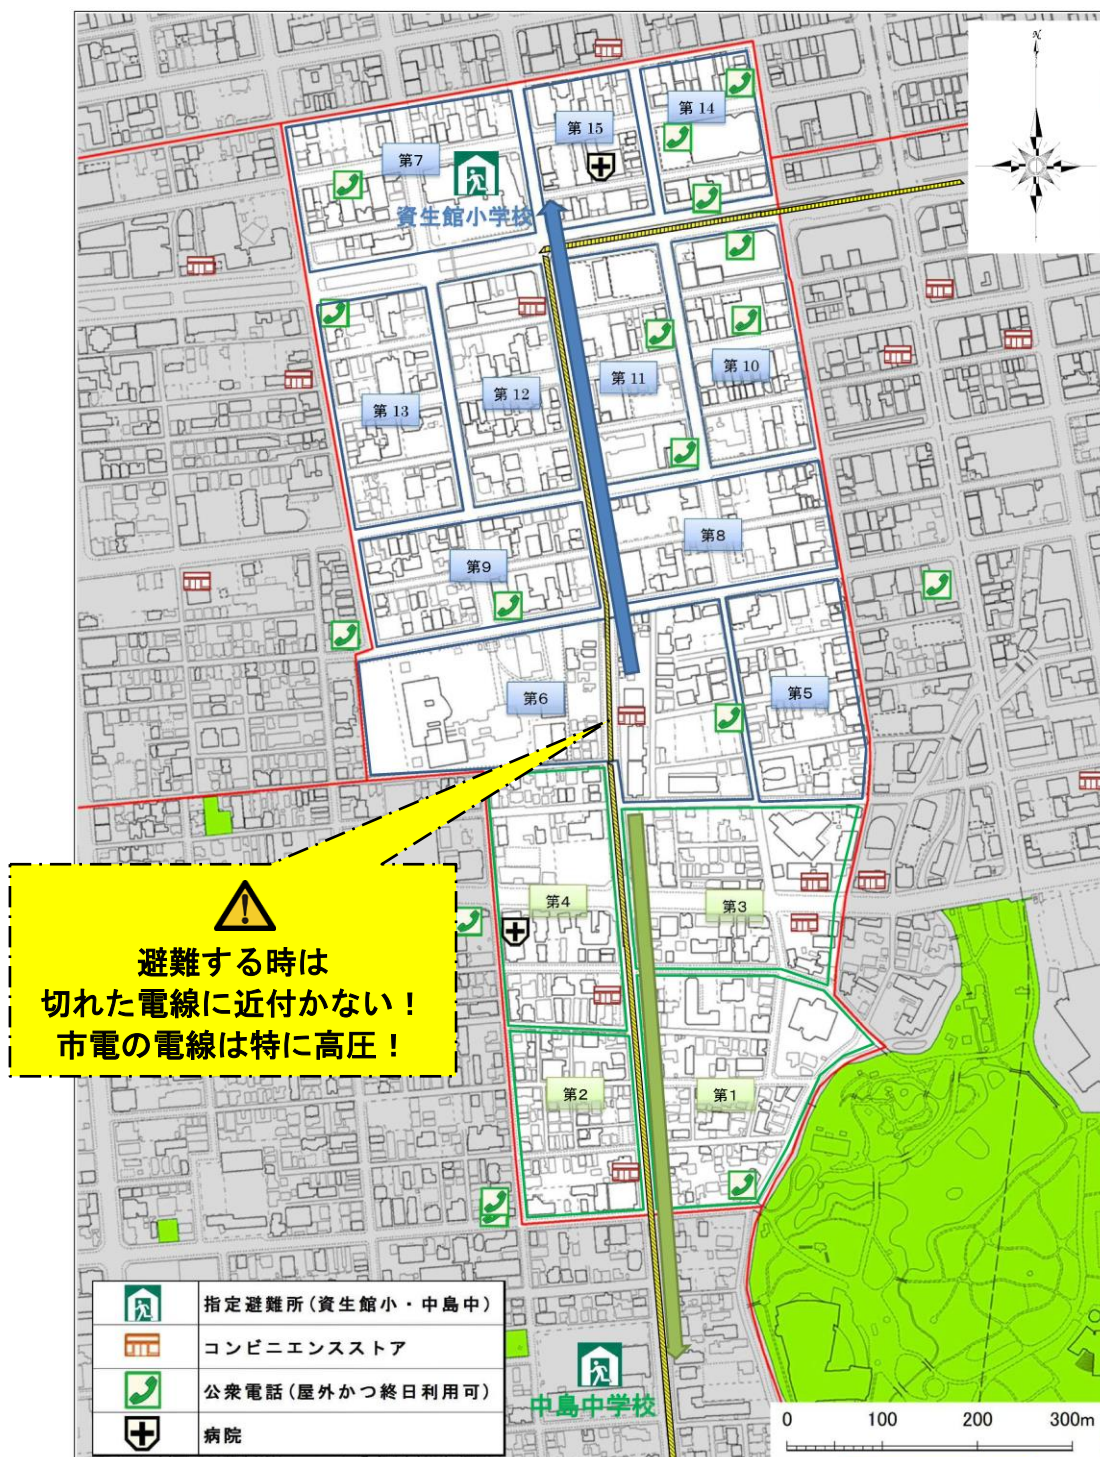 N
第14
第15
第7
資生館小学校
第10
第11
第12
第13
第8
第9
第5
第6
避難する時は
切れた電線に近付かない！
市電の電線は特に高圧！
第4
第3
第2
第1
指定避難所(資生館小・中島中)
コンビニエンスストア
公衆電話(屋外かつ終日利用可)
病院
中島中学校
0 100 200 300m